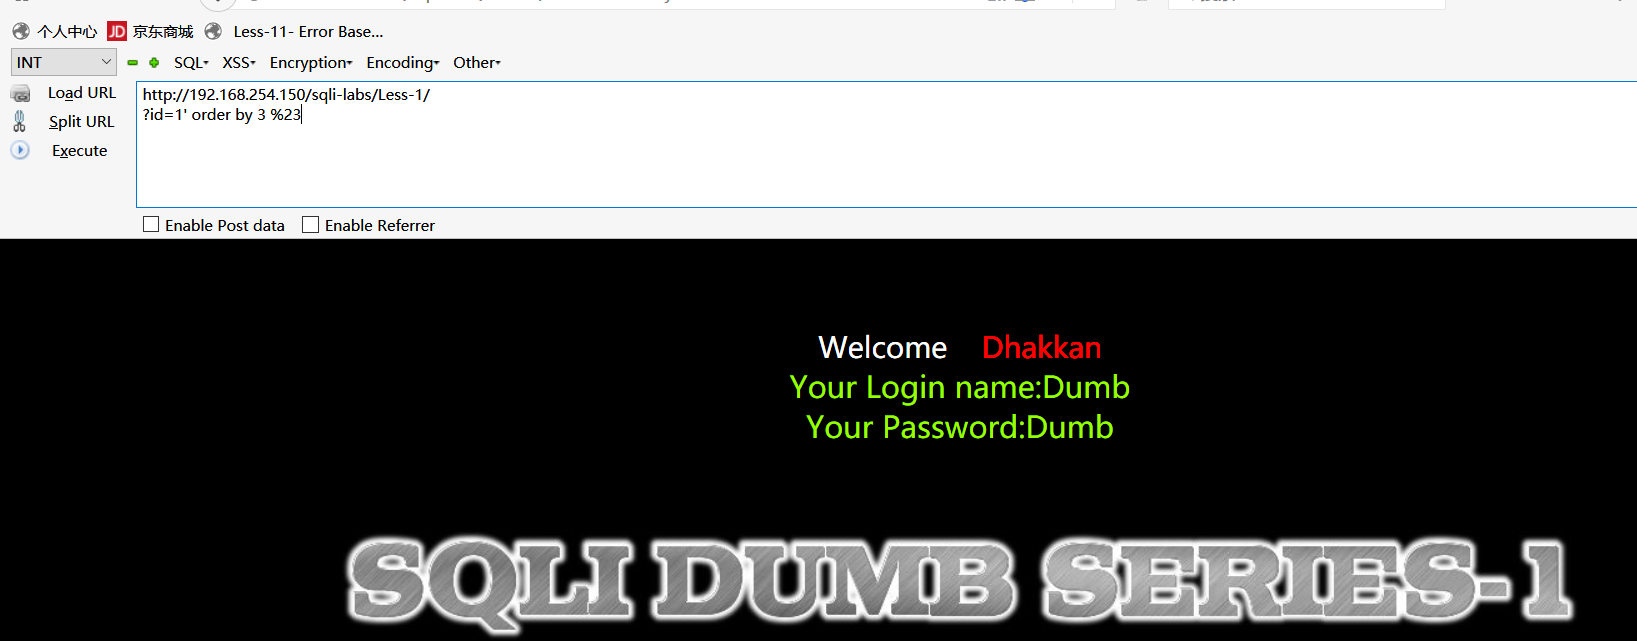 个人中心 JD 京东商城 Less-11- Error Base...
INT SQL XSS Encryption Encoding Other
Load URL
Split URL
Execute
http://192.168.254.150/sqli-labs/Less-1/
?id=1' order by 3 %23
Enable Post data Enable Referrer
Welcome Dhakkan
Your Login name:Dumb
Your Password:Dumb
SQLI DUMB SERIES-1